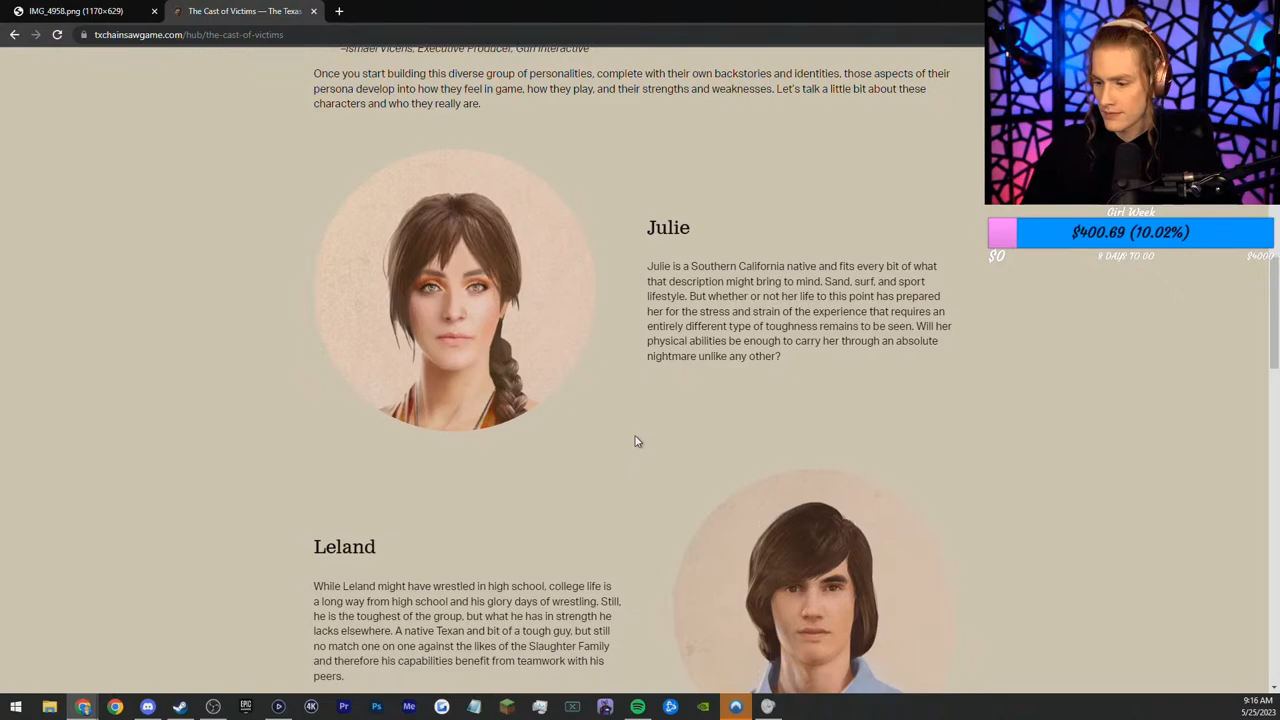 IMG_4958.png (1170×629)
The Cast of Victims — The Texas
txchainsawgame.com/hub/the-cast-of-victims
–Ismael Vicens, Executive Producer, Gun Interactive
Once you start building this diverse group of personalities, complete with their own backstories and identities, those aspects of their
persona develop into how they feel in game, how they play, and their strengths and weaknesses. Let's talk a little bit about these
characters and who they really are.
Girl Week
$400.69 (10.02%)
$0
8 DAYS TO GO
$4000
Julie
Julie is a Southern California native and fits every bit of what
that description might bring to mind. Sand, surf, and sport
lifestyle. But whether or not her life to this point has prepared
her for the stress and strain of the experience that requires an
entirely different type of toughness remains to be seen. Will her
physical abilities be enough to carry her through an absolute
nightmare unlike any other?
Leland
While Leland might have wrestled in high school, college life is
a long way from high school and his glory days of wrestling. Still,
he is the toughest of the group, but what he has in strength he
lacks elsewhere. A native Texan and bit of a tough guy, but still
no match one on one against the likes of the Slaughter Family
and therefore his capabilities benefit from teamwork with his
peers.
EPIC
4K
Pr
Ps
Me
9:16 AM
5/25/2023